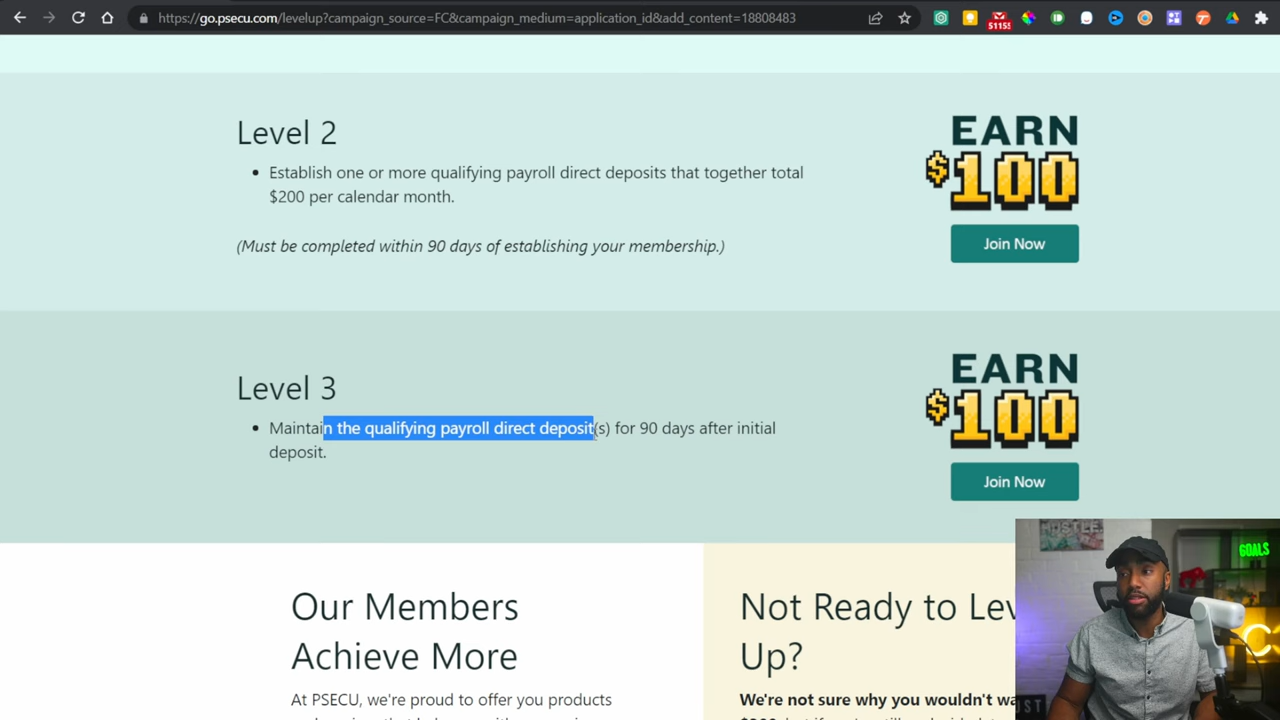 https://go.psecu.com/levelup?campaign_source=FC&campaign_medium=application_id&add_content=18808483
51155
Level 2
• Establish one or more qualifying payroll direct deposits that together total
$200 per calendar month.
(Must be completed within 90 days of establishing your membership.)
EARN
$100
Join Now
Level 3
• Maintain the qualifying payroll direct deposit(s) for 90 days after initial
deposit.
EARN
$100
Join Now
HUSTLE
GOALS
Our Members
Achieve More
At PSECU, we're proud to offer you products
Not Ready to Lev
Up?
We're not sure why you wouldn't wa